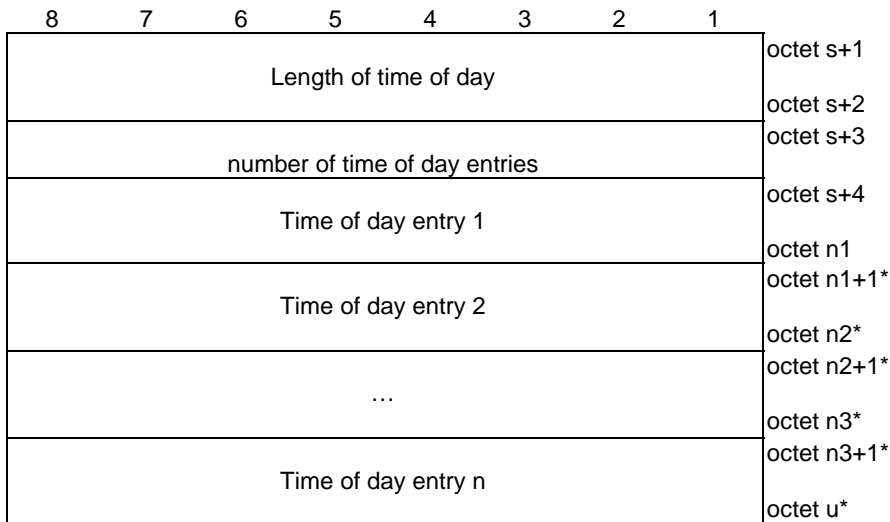 8 7 6 5 4 3 2 1
octet s+1
Length of time of day
octet s+2
octet s+3
number of time of day entries
octet s+4
Time of day entry 1
octet n1
octet n1+1*
Time of day entry 2
octet n2*
octet n2+1*
…
octet n3*
octet n3+1*
Time of day entry n
octet u*